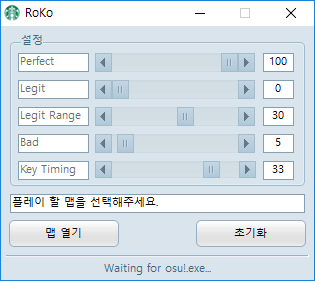 RoKo
설정
Perfect 100
Legit 0
Legit Range 30
Bad 5
Key Timing 33
플레이 할 맵을 선택해주세요.
맵 열기 초기화
Waiting for osu!.exe...